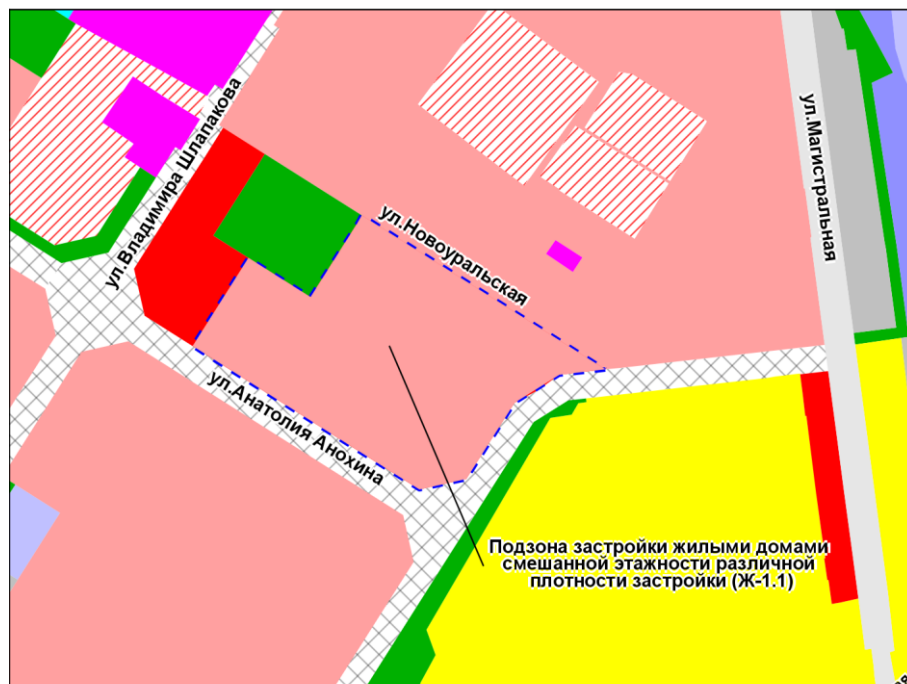 ул.Владимира Шлапакова
ул.Магистральная
ул.Новоуральская
ул.Анатолия Анохина
Подзона застройки жилыми домами
смешанной этажности различной
плотности застройки (Ж-1.1)